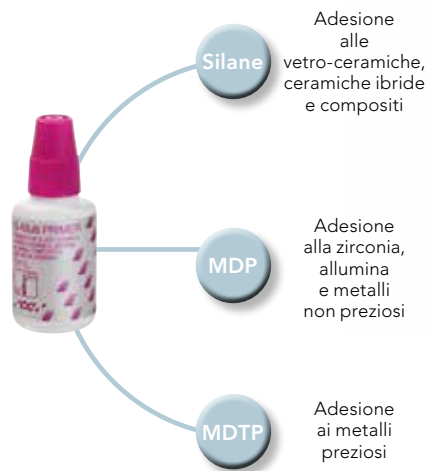 Adesione
alle
Silane
vetro-ceramiche,
ceramiche ibride
e compositi
Adesione
alla zirconia,
MDP
allumina
e metalli
non preziosi
Adesione
MDTP
ai metalli
preziosi